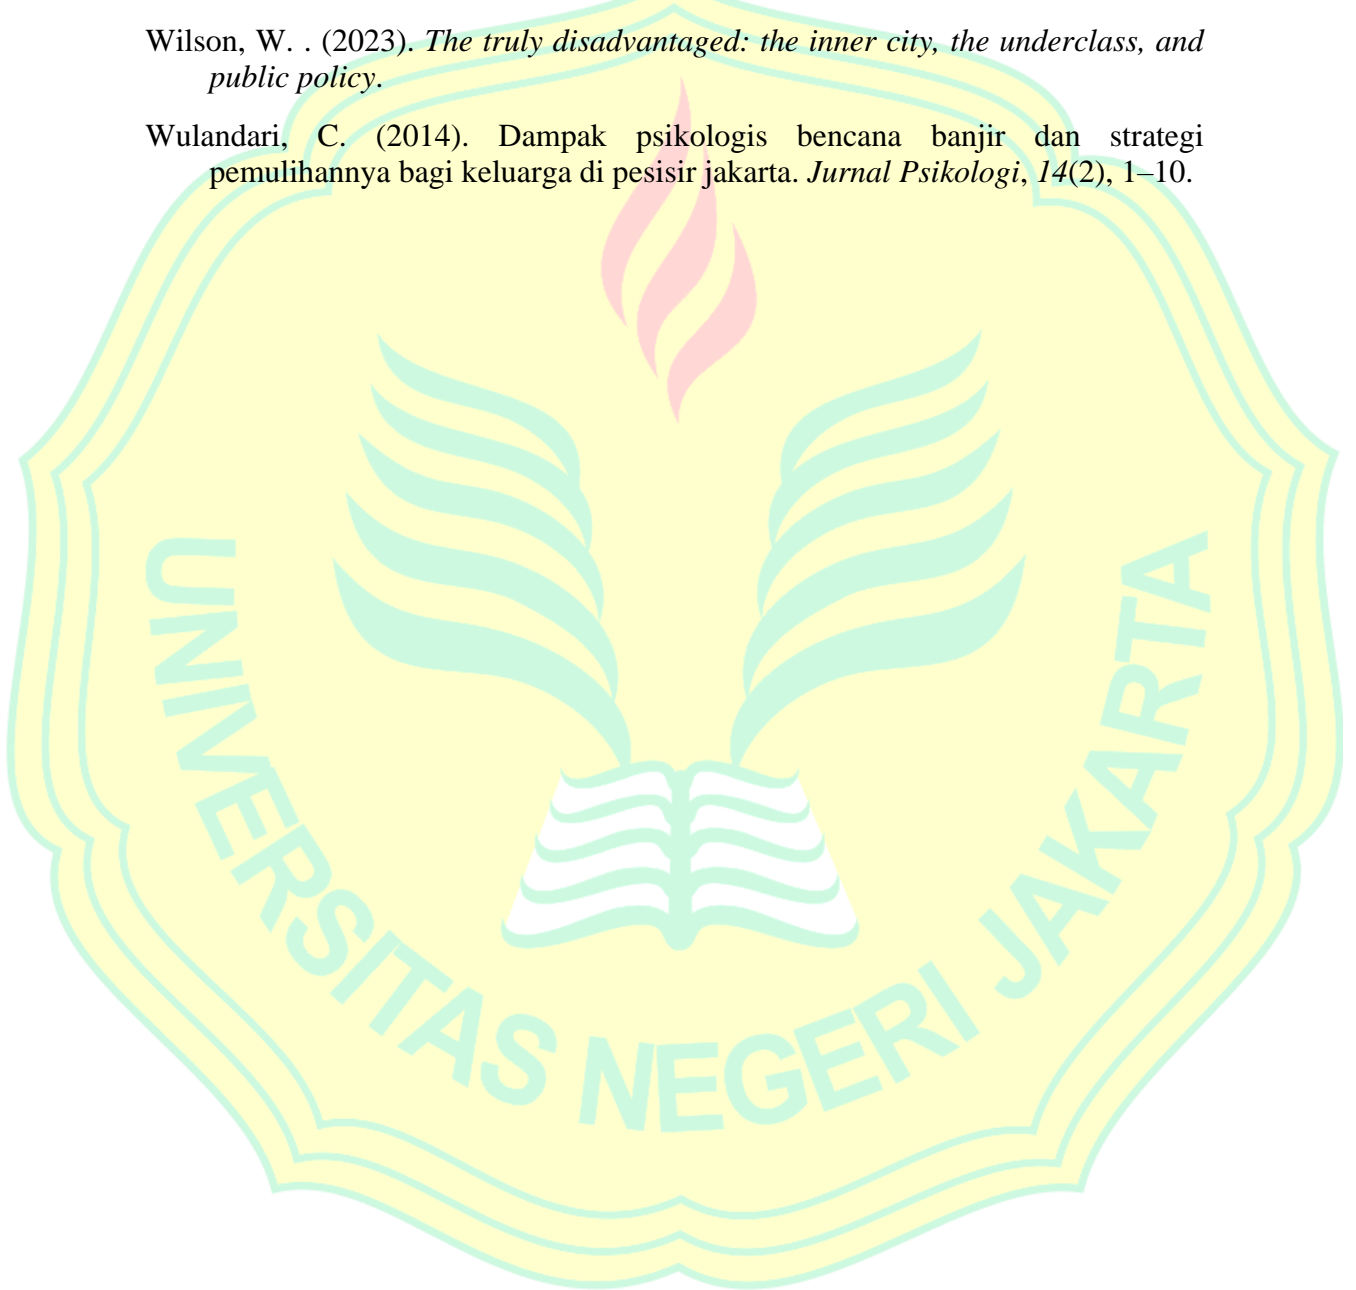 Wilson, W. . (2023). The truly disadvantaged: the inner city, the underclass, and
public policy.
Wulandari, C. (2014). Dampak psikologis bencana banjir dan strategi
pemulihannya bagi keluarga di pesisir jakarta. Jurnal Psikologi, 14(2), 1–10.
UNIVERSITAS NEGERI JAKARTA